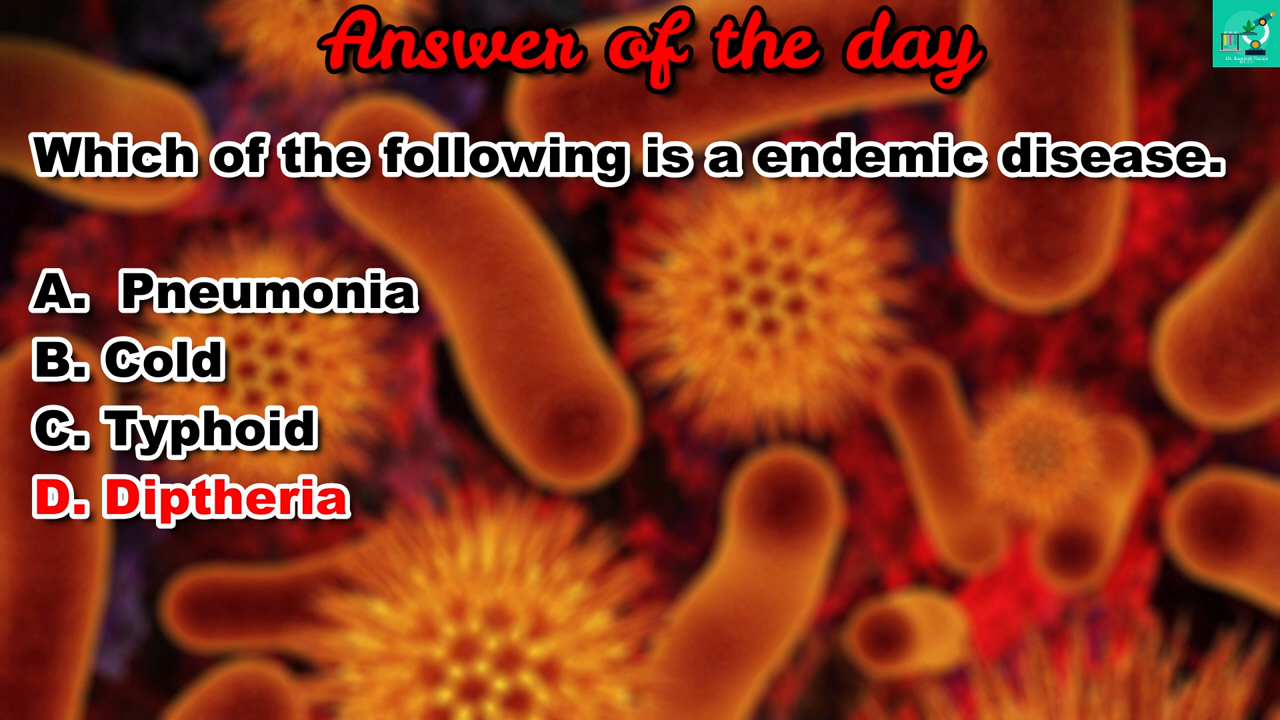 Answer of the day
Which of the following is a endemic disease.
A. Pneumonia
B. Cold
C. Typhoid
D. Diptheria